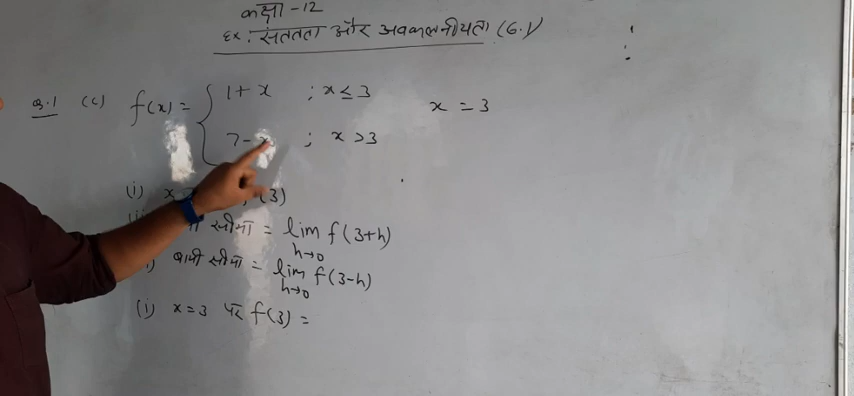 कक्षा -12
Ex: संततता और अवकलनीयता (6.1)
Q.1 (c) f(x) = { 1 + x ; x ≤ 3 x = 3
7 - x ; x > 3
(i) x (3)
सीमा = lim f(3+h)
h→0
बायी सीमा = lim f(3-h)
h→0
(i) x = 3 पर f(3) =